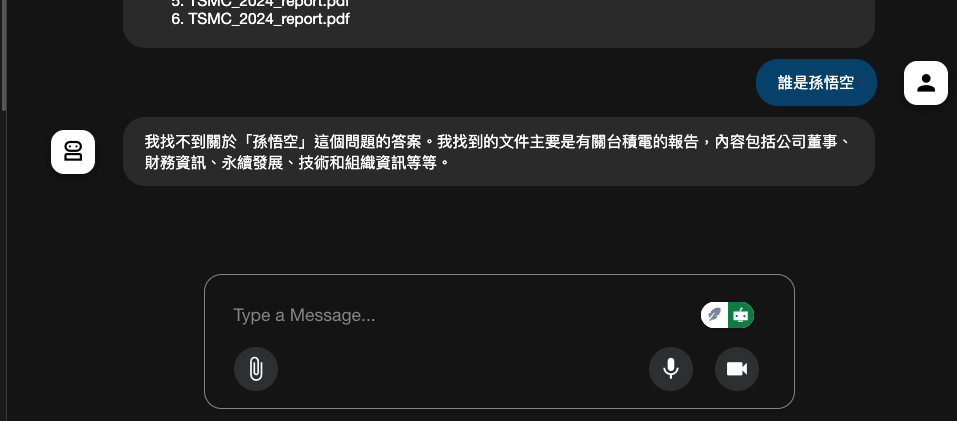 5. TSMC_2024_report.pdf
6. TSMC_2024_report.pdf
誰是孫悟空
我找不到關於「孫悟空」這個問題的答案。我找到的文件主要是有關台積電的報告，內容包括公司董事、
財務資訊、永續發展、技術和組織資訊等等。
Type a Message...